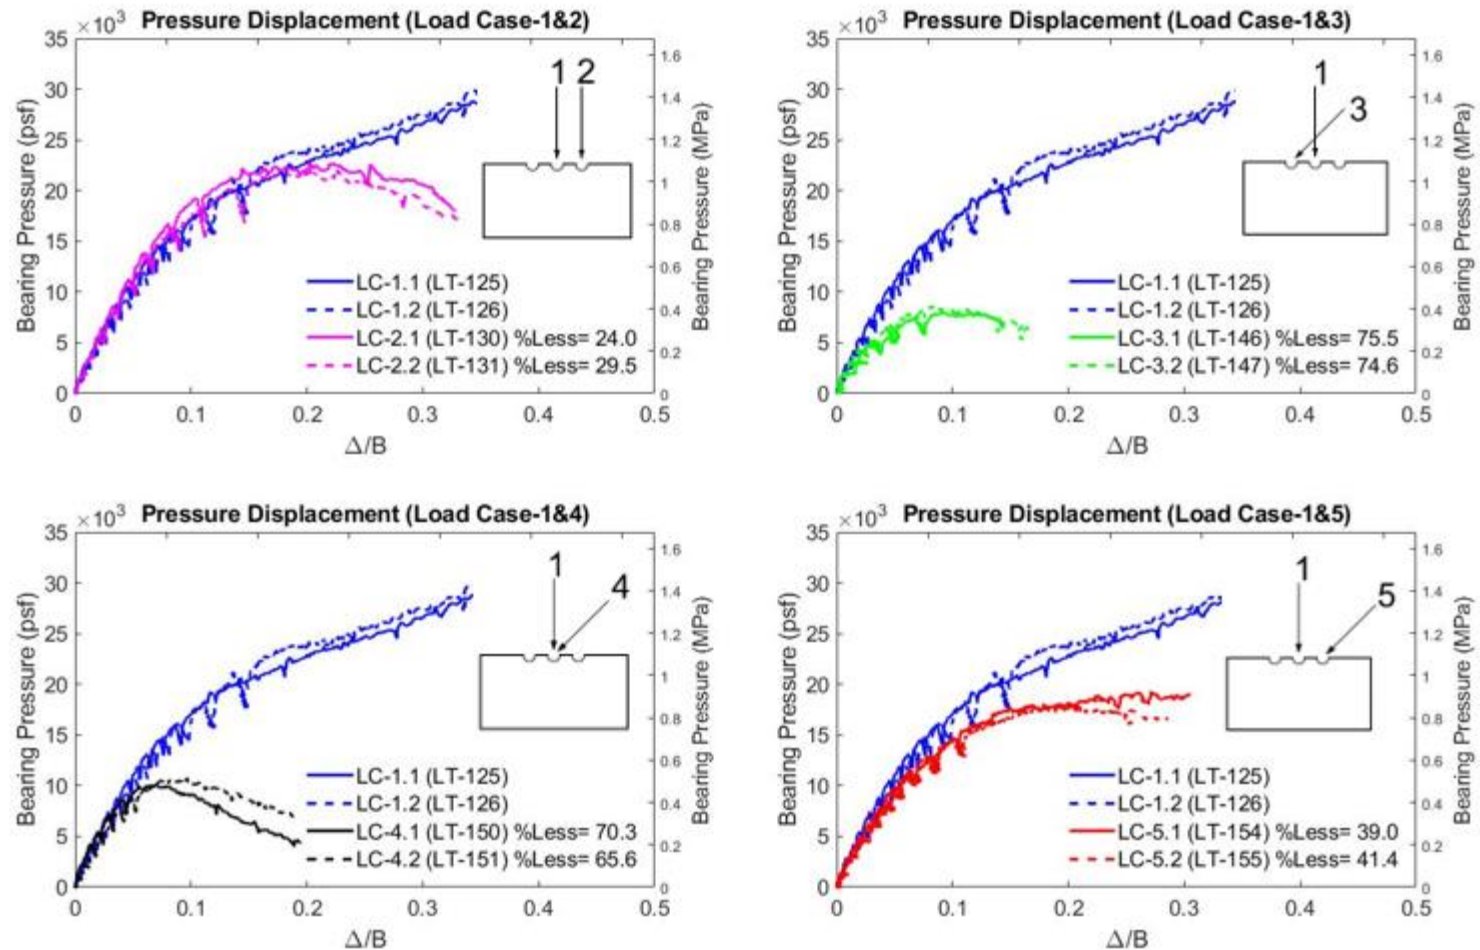 Pressure Displacement (Load Case-1&2)
×10³
Bearing Pressure (psf)
35
30
25
20
15
10
5
0
0 0.1 0.2 0.3 0.4 0.5
Δ/B
1.6
1.4
1.2
1
0.8
0.6
0.4
0.2
0
Bearing Pressure (MPa)
1 2
LC-1.1 (LT-125)
LC-1.2 (LT-126)
LC-2.1 (LT-130) %Less= 24.0
LC-2.2 (LT-131) %Less= 29.5
Pressure Displacement (Load Case-1&3)
×10³
Bearing Pressure (psf)
35
30
25
20
15
10
5
0
0 0.1 0.2 0.3 0.4 0.5
Δ/B
1.6
1.4
1.2
1
0.8
0.6
0.4
0.2
0
Bearing Pressure (MPa)
1
3
LC-1.1 (LT-125)
LC-1.2 (LT-126)
LC-3.1 (LT-146) %Less= 75.5
LC-3.2 (LT-147) %Less= 74.6
Pressure Displacement (Load Case-1&4)
×10³
Bearing Pressure (psf)
35
30
25
20
15
10
5
0
0 0.1 0.2 0.3 0.4 0.5
Δ/B
1.6
1.4
1.2
1
0.8
0.6
0.4
0.2
0
Bearing Pressure (MPa)
1
4
LC-1.1 (LT-125)
LC-1.2 (LT-126)
LC-4.1 (LT-150) %Less= 70.3
LC-4.2 (LT-151) %Less= 65.6
Pressure Displacement (Load Case-1&5)
×10³
Bearing Pressure (psf)
35
30
25
20
15
10
5
0
0 0.1 0.2 0.3 0.4 0.5
Δ/B
1.6
1.4
1.2
1
0.8
0.6
0.4
0.2
0
Bearing Pressure (MPa)
1
5
LC-1.1 (LT-125)
LC-1.2 (LT-126)
LC-5.1 (LT-154) %Less= 39.0
LC-5.2 (LT-155) %Less= 41.4